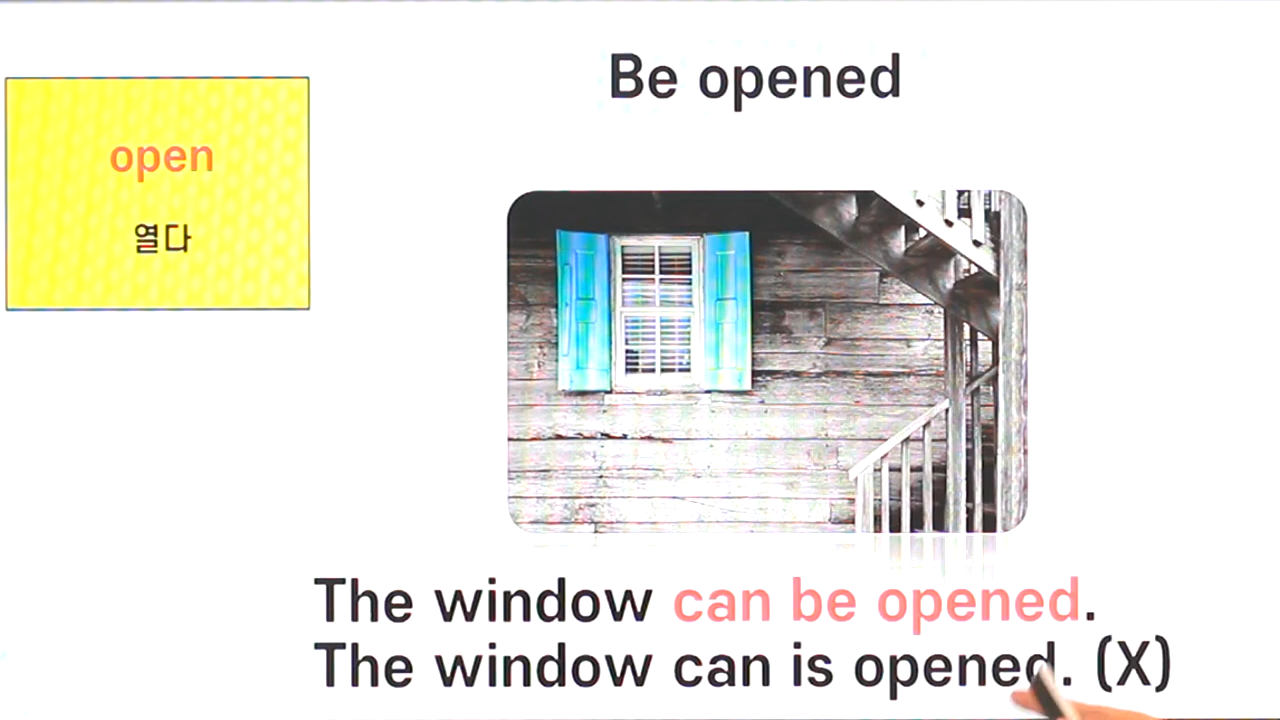 Be opened
open
열다
The window can be opened.
The window can is opened. (X)